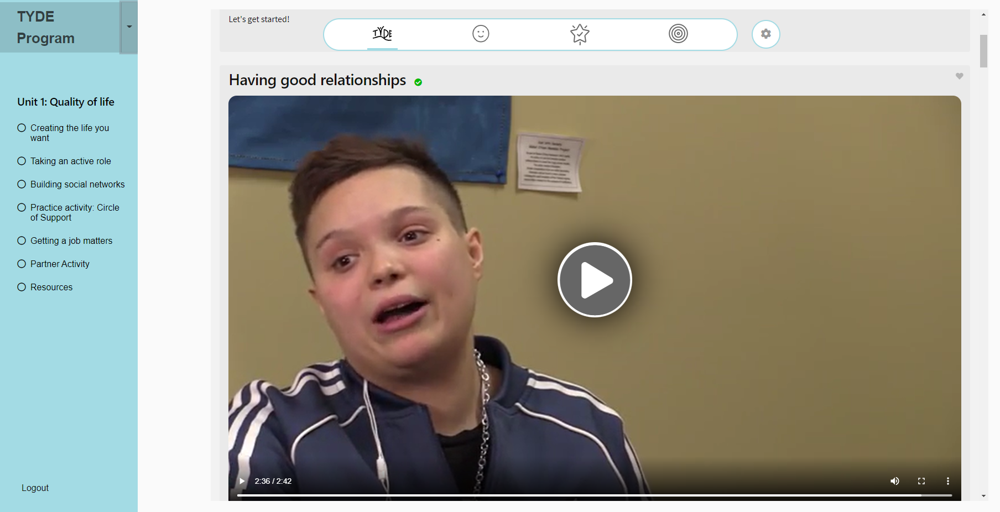 TYDE
Program
Unit 1: Quality of life
Creating the life you
want
Taking an active role
Building social networks
Practice activity: Circle
of Support
Getting a job matters
Partner Activity
Resources
Logout
Let's get started!
TYDE
Having good relationships
2:36 / 2:42